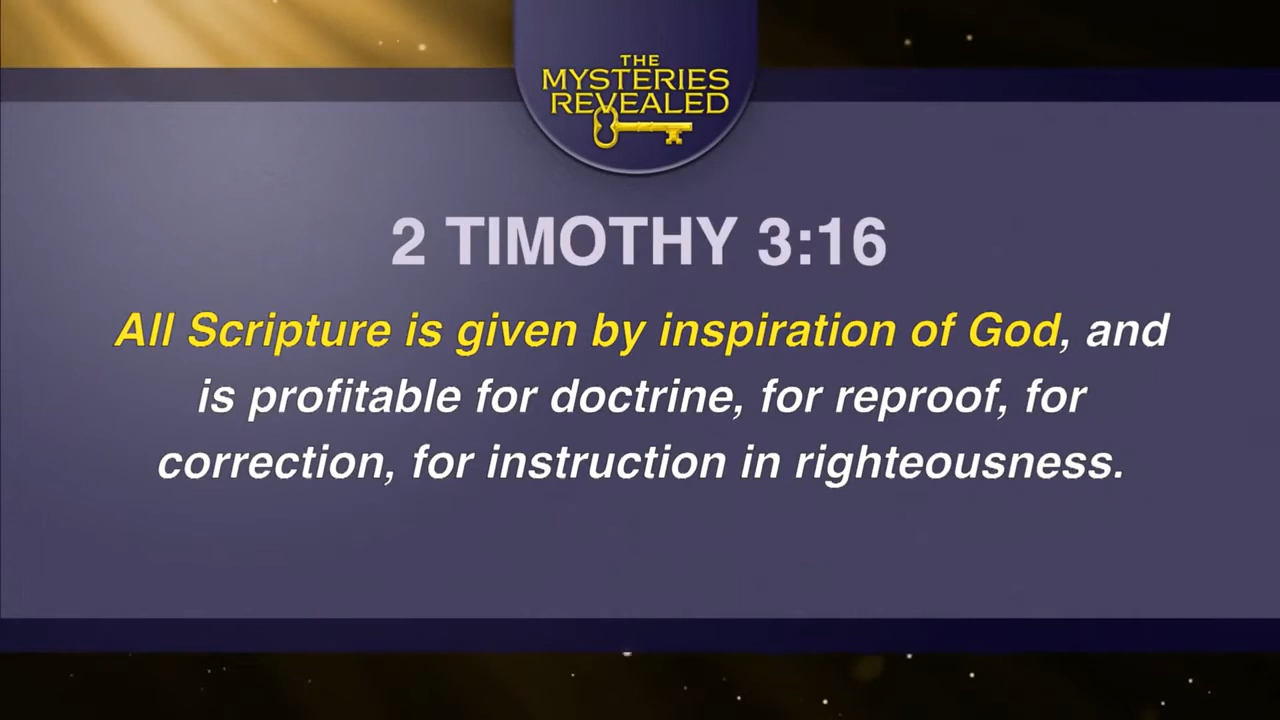 THE
MYSTERIES
REVEALED
2 TIMOTHY 3:16
All Scripture is given by inspiration of God, and
is profitable for doctrine, for reproof, for
correction, for instruction in righteousness.